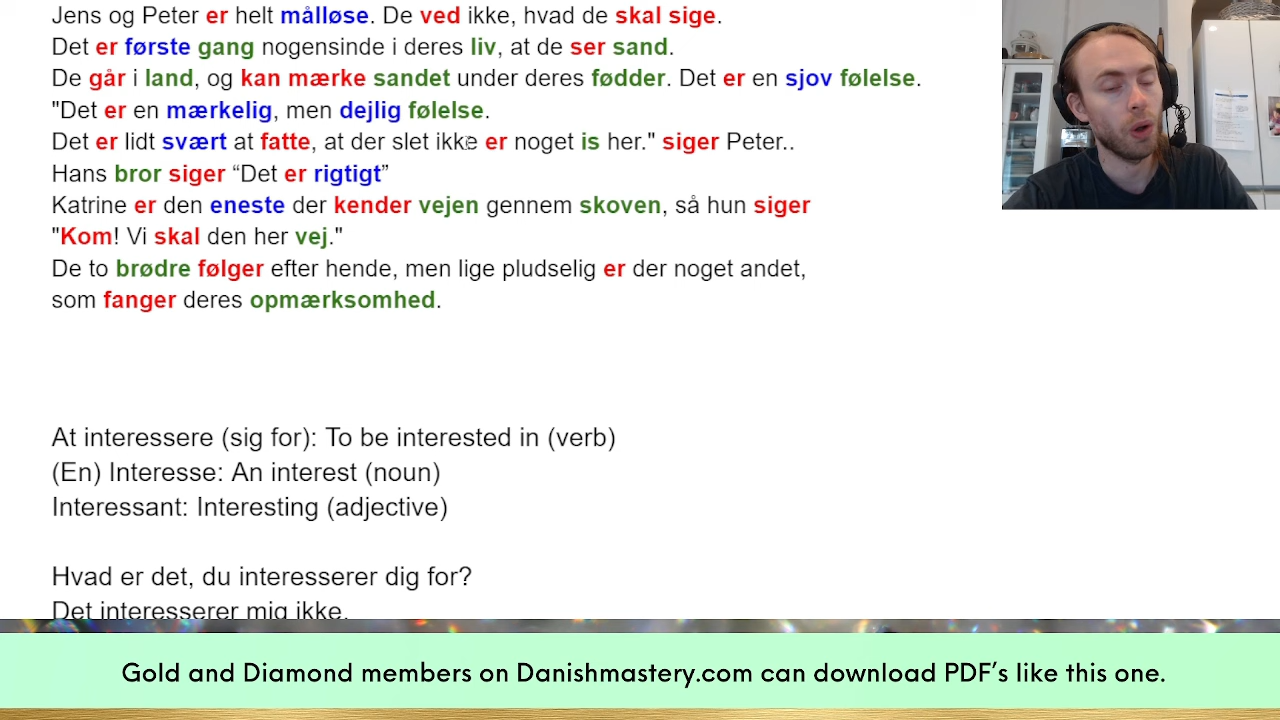 Jens og Peter er helt målløse. De ved ikke, hvad de skal sige.
Det er første gang nogensinde i deres liv, at de ser sand.
De går i land, og kan mærke sandet under deres fødder. Det er en sjov følelse.
"Det er en mærkelig, men dejlig følelse.
Det er lidt svært at fatte, at der slet ikke er noget is her." siger Peter..
Hans bror siger “Det er rigtigt”
Katrine er den eneste der kender vejen gennem skoven, så hun siger
"Kom! Vi skal den her vej."
De to brødre følger efter hende, men lige pludselig er der noget andet,
som fanger deres opmærksomhed.
At interessere (sig for): To be interested in (verb)
(En) Interesse: An interest (noun)
Interessant: Interesting (adjective)
Hvad er det, du interesserer dig for?
Det interesserer mig ikke.
Gold and Diamond members on Danishmastery.com can download PDF’s like this one.